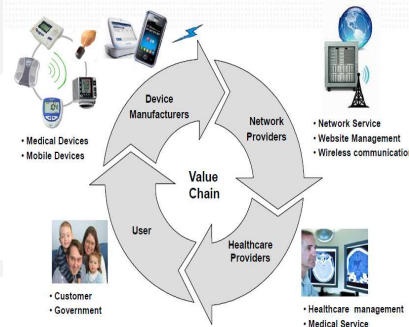 Device
Manufacturers
Network
Providers
• Medical Devices
• Mobile Devices
• Network Service
• Website Management
• Wireless communication
Value
Chain
User
Healthcare
Providers
• Customer
• Government
• Healthcare management
• Medical Service